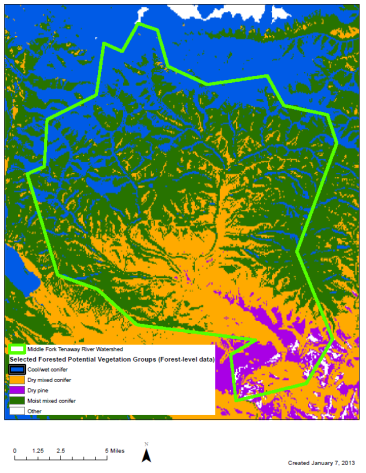 Middle Fork Tenaway River Watershed
Selected Forested Potential Vegetation Groups (Forest-level data)
Cool/wet conifer
Dry mixed conifer
Dry pine
Moist mixed conifer
Other
0 1.25 2.5 5 Miles
N
Created January 7, 2013